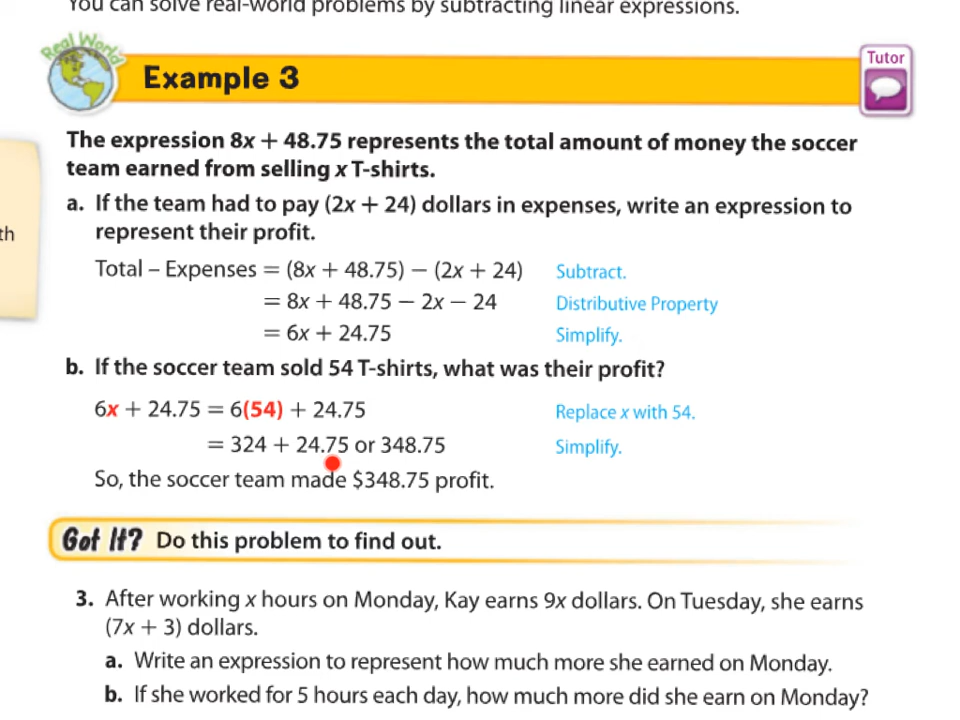 You can solve real-world problems by subtracting linear expressions.
Real World
Example 3
Tutor
The expression 8x + 48.75 represents the total amount of money the soccer
team earned from selling x T-shirts.
a. If the team had to pay (2x + 24) dollars in expenses, write an expression to
th
represent their profit.
Total – Expenses = (8x + 48.75) − (2x + 24) Subtract.
= 8x + 48.75 − 2x − 24 Distributive Property
= 6x + 24.75 Simplify.
b. If the soccer team sold 54 T-shirts, what was their profit?
6x + 24.75 = 6(54) + 24.75 Replace x with 54.
= 324 + 24.75 or 348.75 Simplify.
So, the soccer team made $348.75 profit.
Got It? Do this problem to find out.
3. After working x hours on Monday, Kay earns 9x dollars. On Tuesday, she earns
(7x + 3) dollars.
a. Write an expression to represent how much more she earned on Monday.
b. If she worked for 5 hours each day, how much more did she earn on Monday?